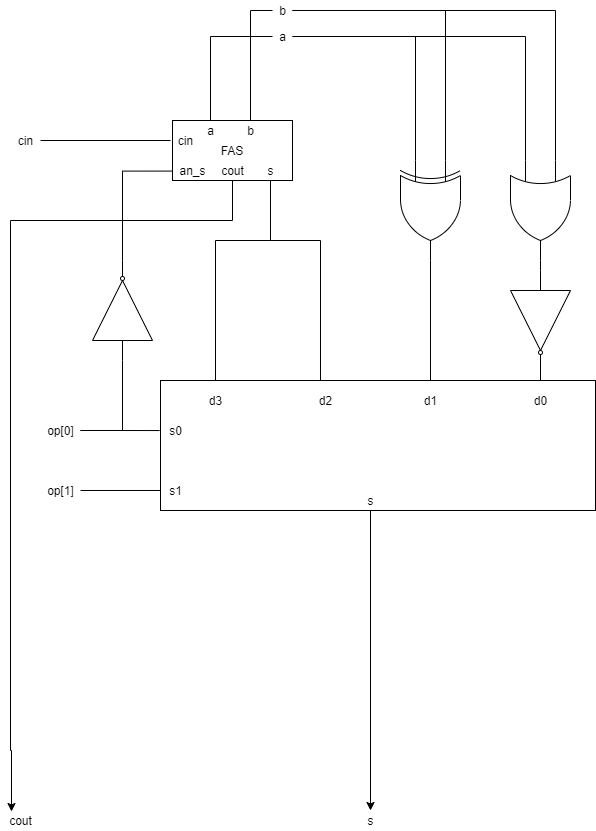 b
a
a b
cin cin
FAS
an_s cout s
d3 d2 d1 d0
op[0] s0
op[1] s1
s
cout s